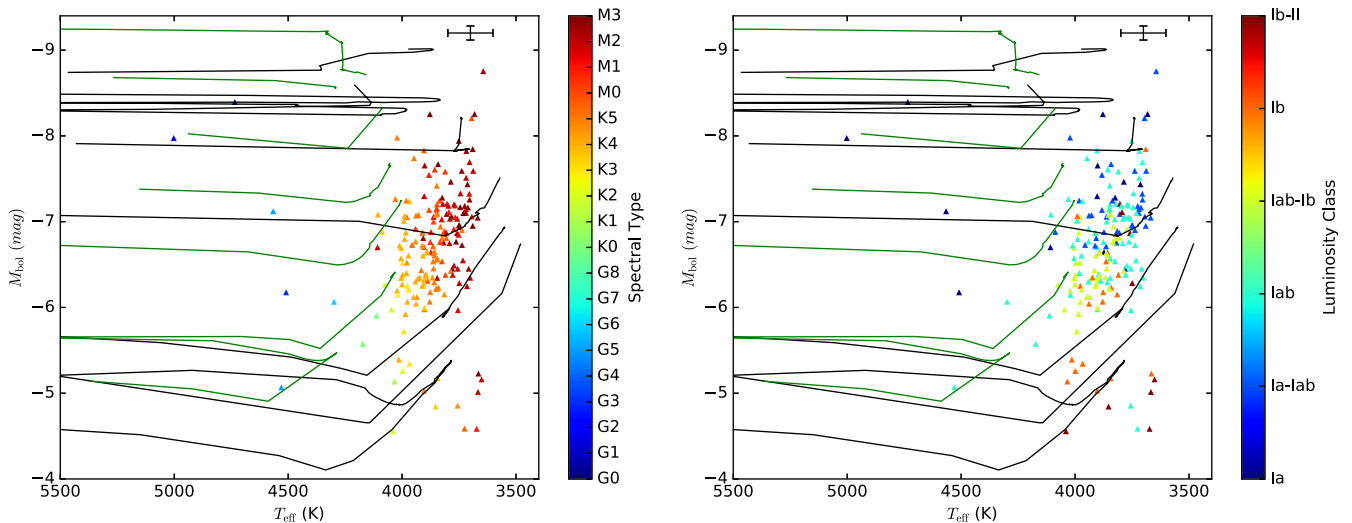 −9
−8
−7
−6
−5
−4
M_bol (mag)
5500
5000
4500
4000
3500
T_eff (K)
M3
M2
M1
M0
K5
K4
K3
K2
K1
K0
G8
G7
G6
G5
G4
G3
G2
G1
G0
Spectral Type
−9
−8
−7
−6
−5
−4
M_bol (mag)
5500
5000
4500
4000
3500
T_eff (K)
Ib-II
Ib
Iab-Ib
Iab
Ia-Iab
Ia
Luminosity Class